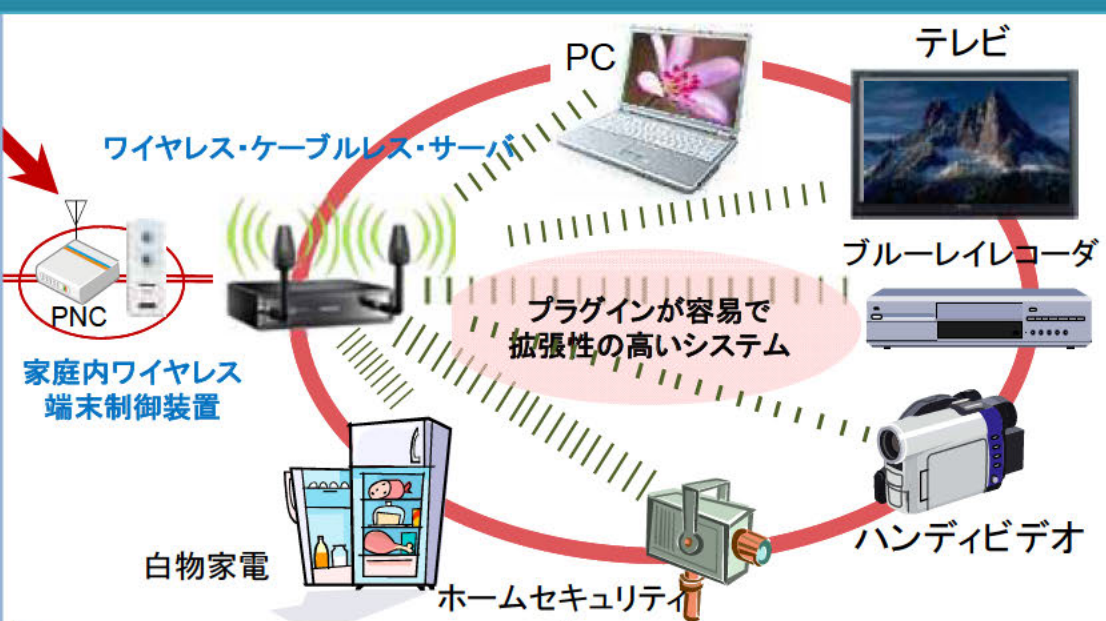 PC
テレビ
ワイヤレス・ケーブルレス・サーバ
ブルーレイレコーダ
PNC
プラグインが容易で
拡張性の高いシステム
家庭内ワイヤレス
端末制御装置
ハンディビデオ
白物家電
ホームセキュリティ